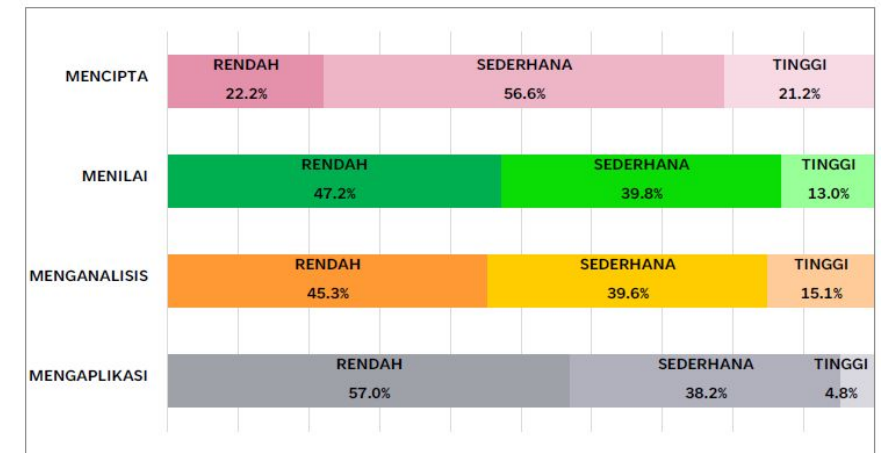 MENCIPTA
RENDAH SEDERHANA TINGGI
22.2% 56.6% 21.2%
MENILAI
RENDAH SEDERHANA TINGGI
47.2% 39.8% 13.0%
MENGANALISIS
RENDAH SEDERHANA TINGGI
45.3% 39.6% 15.1%
MENGAPLIKASI
RENDAH SEDERHANA TINGGI
57.0% 38.2% 4.8%